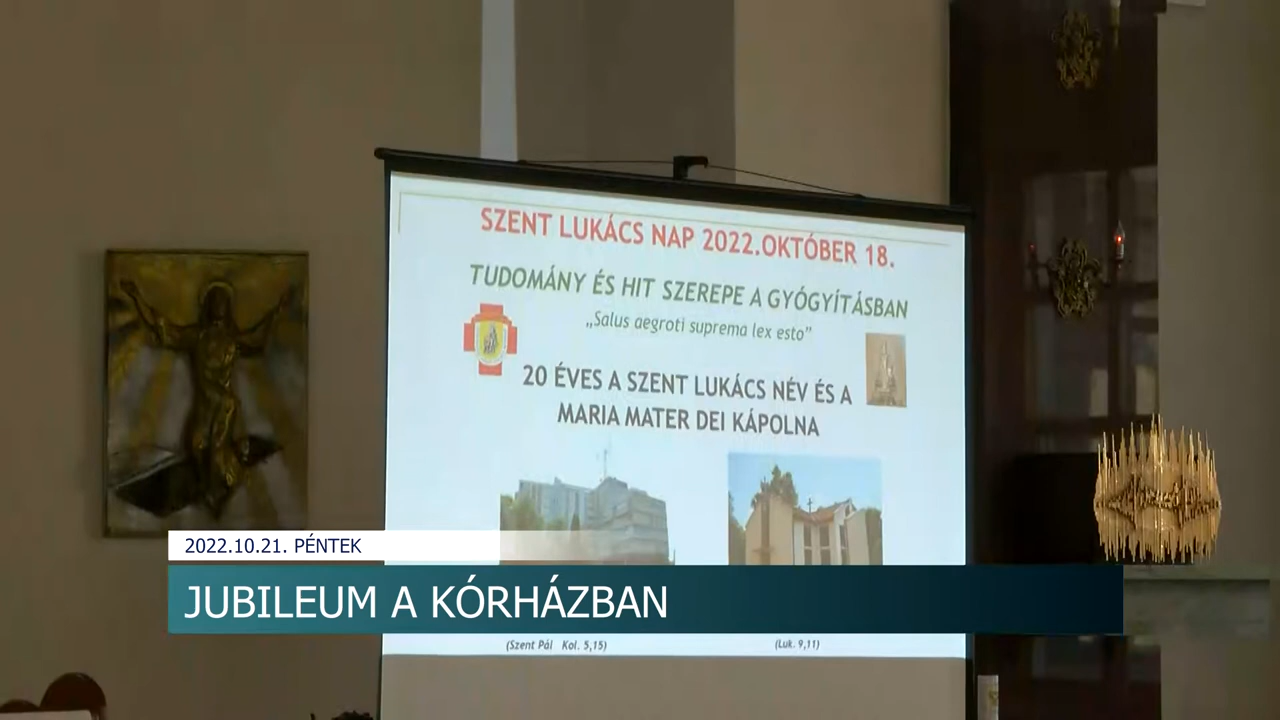 SZENT LUKÁCS NAP 2022.OKTÓBER 18.
TUDOMÁNY ÉS HIT SZEREPE A GYÓGYÍTÁSBAN
„Salus aegroti suprema lex esto”
20 ÉVES A SZENT LUKÁCS NÉV ÉS A
MARIA MATER DEI KÁPOLNA
2022.10.21. PÉNTEK
JUBILEUM A KÓRHÁZBAN
(Szent Pál Kol. 5,15)
(Luk. 9,11)